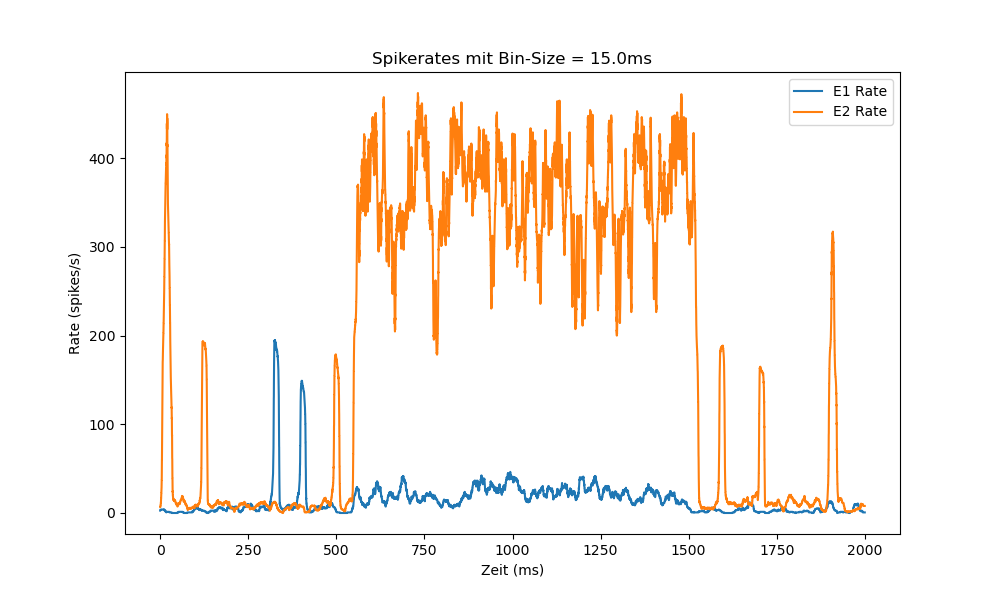 Spikerates mit Bin-Size = 15.0ms
E1 Rate
E2 Rate
Rate (spikes/s)
400
300
200
100
0
0 250 500 750 1000 1250 1500 1750 2000
Zeit (ms)